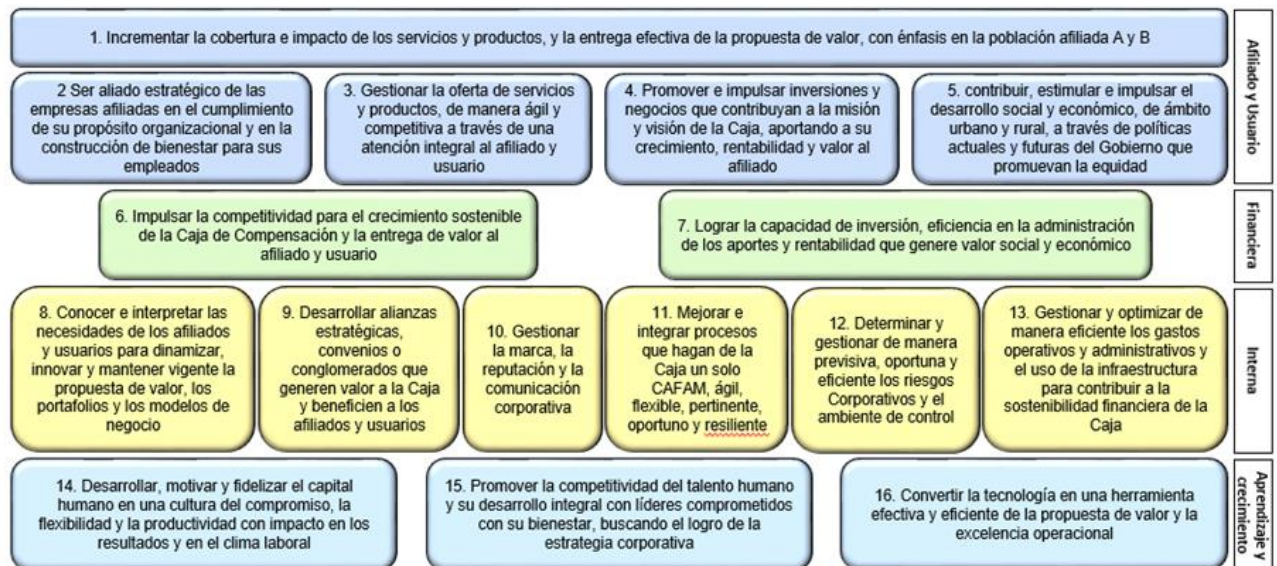 1. Incrementar la cobertura e impacto de los servicios y productos, y la entrega efectiva de la propuesta de valor, con énfasis en la población afiliada A y B
2 Ser aliado estratégico de las
empresas afiliadas en el cumplimiento
de su propósito organizacional y en la
construcción de bienestar para sus
empleados
3. Gestionar la oferta de servicios
y productos, de manera ágil y
competitiva a través de una
atención integral al afiliado y
usuario
4. Promover e impulsar inversiones y
negocios que contribuyan a la misión
y visión de la Caja, aportando a su
crecimiento, rentabilidad y valor al
afiliado
5. contribuir, estimular e impulsar el
desarrollo social y económico, de ámbito
urbano y rural, a través de políticas
actuales y futuras del Gobierno que
promuevan la equidad
Afiliado y Usuario
6. Impulsar la competitividad para el crecimiento sostenible
de la Caja de Compensación y la entrega de valor al
afiliado y usuario
7. Lograr la capacidad de inversión, eficiencia en la administración
de los aportes y rentabilidad que genere valor social y económico
Financiera
8. Conocer e interpretar las
necesidades de los afiliados
y usuarios para dinamizar,
innovar y mantener vigente
la propuesta de valor, los
portafolios y los modelos de
negocio
9. Desarrollar alianzas
estratégicas,
convenios o
conglomerados que
generen valor a la Caja
y beneficien a los
afiliados y usuarios
10. Gestionar
la marca, la
reputación y la
comunicación
corporativa
11. Mejorar e
integrar procesos
que hagan de la
Caja un solo
CAFAM, ágil,
flexible, pertinente,
oportuno y resiliente
12. Determinar y
gestionar de manera
previsiva, oportuna y
eficiente los riesgos
Corporativos y el
ambiente de control
13. Gestionar y optimizar de
manera eficiente los gastos
operativos y administrativos y
el uso de la infraestructura
para contribuir a la
sostenibilidad financiera de la
Caja
Interna
14. Desarrollar, motivar y fidelizar el capital
humano en una cultura del compromiso, la
flexibilidad y la productividad con impacto en los
resultados y en el clima laboral
15. Promover la competitividad del talento humano
y su desarrollo integral con líderes comprometidos
con su bienestar, buscando el logro de la
estrategia corporativa
16. Convertir la tecnología en una herramienta
efectiva y eficiente de la propuesta de valor y la
excelencia operacional
Aprendizaje y
crecimiento